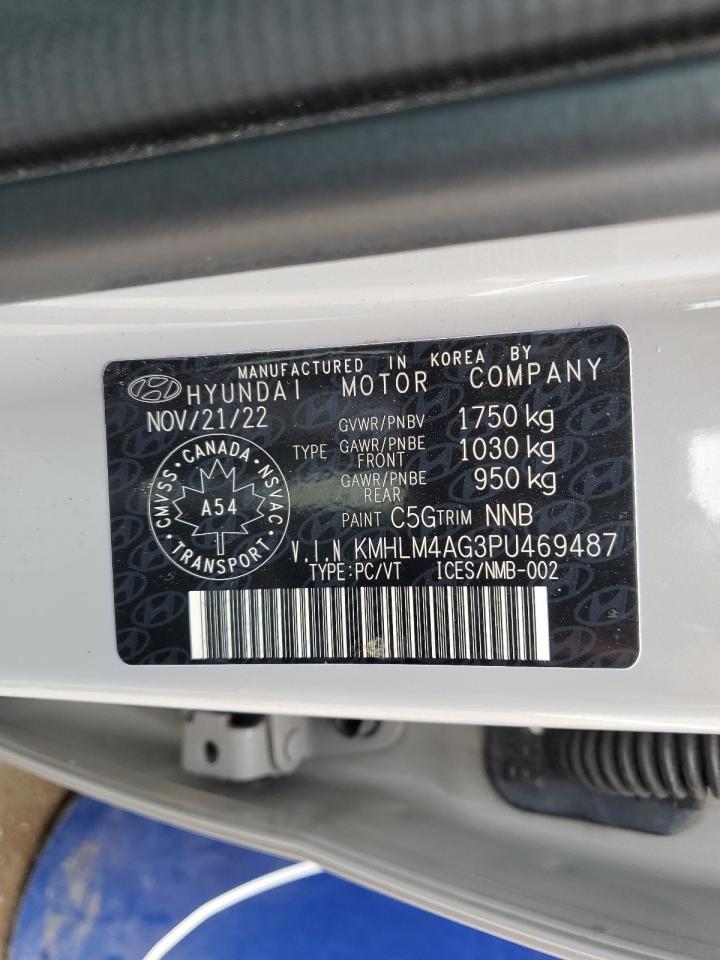 MANUFACTURED IN KOREA BY
HYUNDAI MOTOR COMPANY
NOV/21/22
GVWR/PNBV 1750 kg
TYPE GAWR/PNBE FRONT 1030 kg
GAWR/PNBE REAR 950 kg
PAINT C5G TRIM NNB
CMVSS • CANADA • NSVAC • TRANSPORT •
A54
V.I.N KMHLM4AG3PU469487
TYPE:PC/VT ICES/NMB-002